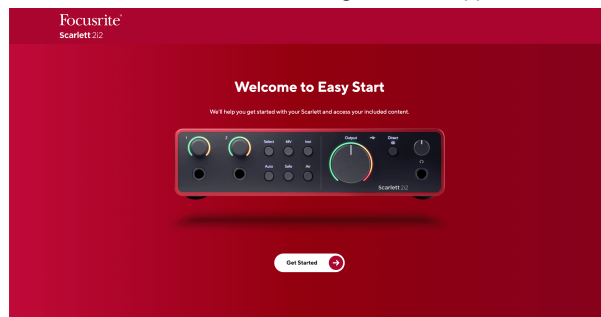 Focusrite®
Scarlett 2i2
Welcome to Easy Start
We'll help you get started with your Scarlett and access your included content.
1 2 Select 48V Inst Output Direct
Auto Safe Air
Scarlett 2i2
Get Started